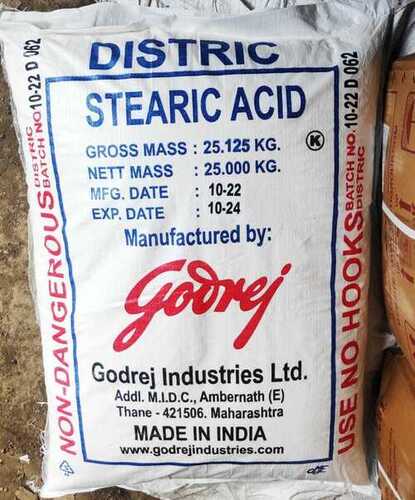 DISTRIC
STEARIC ACID
GROSS MASS : 25.125 KG.
NETT MASS : 25.000 KG.
MFG. DATE : 10-22
EXP. DATE : 10-24
K
Manufactured by:
Godrej
Godrej Industries Ltd.
Addl. M.I.D.C., Ambernath (E)
Thane - 421506. Maharashtra
MADE IN INDIA
www.godrejindustries.com
NON-DANGEROUS
DISTRIC
BATCH NO. 10-22 D 062
USE NO HOOKS
BATCH NO. 10-22 D 062
DISTRIC